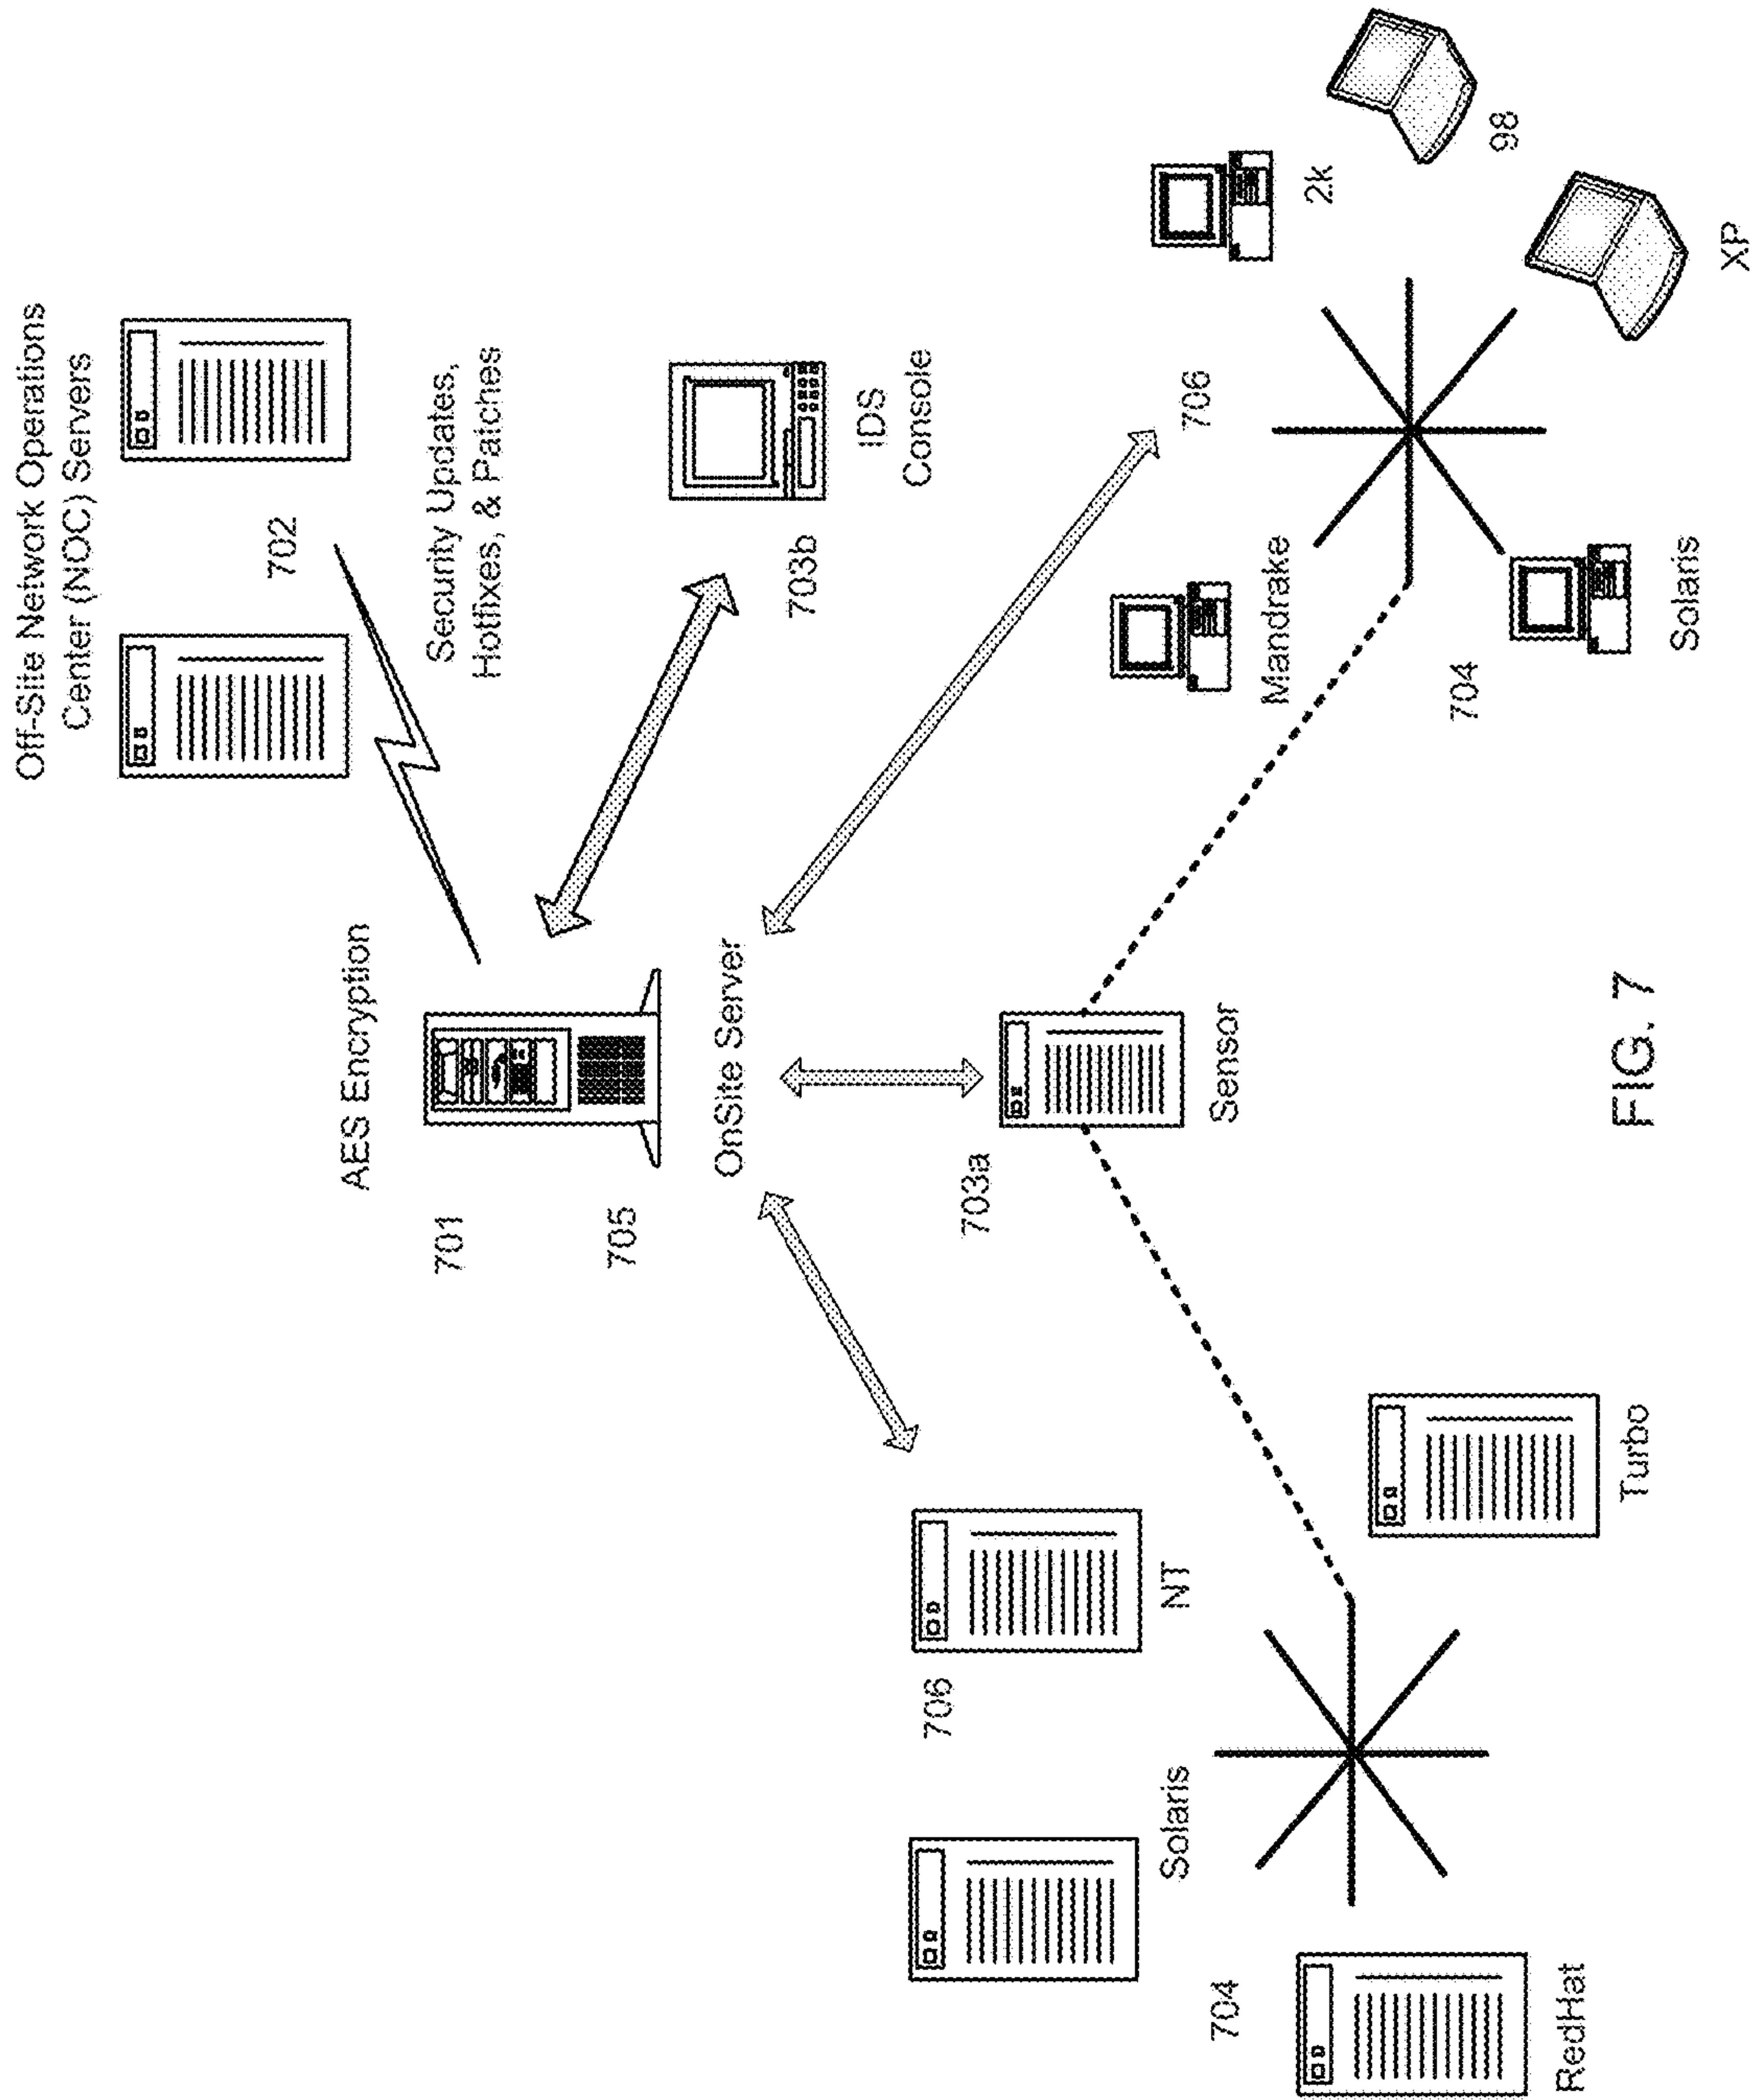 Off-Site Network Operations
Center (NOC) Servers
702
Security Updates,
Hotfixes, & Patches
AES Encryption
701
705
OnSite Server
703b
IDS
Console
706
NT
Solaris
704
RedHat
Turbo
703a
Sensor
706
Mandrake
704
Solaris
2k
98
XP
FIG. 7